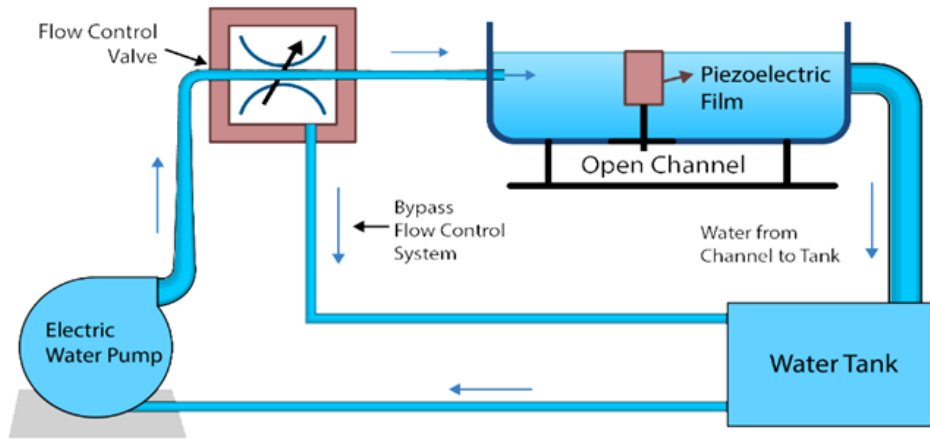 Flow Control
Valve
Piezoelectric
Film
Open Channel
Bypass
Flow Control
System
Water from
Channel to Tank
Electric
Water Pump
Water Tank